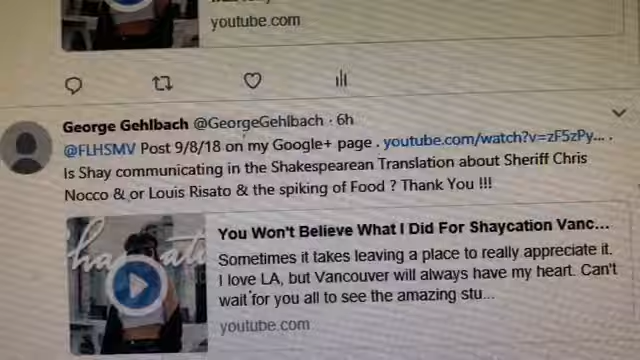 youtube.com
George Gehlbach @GeorgeGehlbach · 6h
@FLHSMV Post 9/8/18 on my Google+ page . youtube.com/watch?v=zF5zPy... .
Is Shay communicating in the Shakespearean Translation about Sheriff Chris
Nocco & or Louis Risato & the spiking of Food ? Thank You !!!
You Won't Believe What I Did For Shaycation Vanc...
Sometimes it takes leaving a place to really appreciate it.
I love LA, but Vancouver will always have my heart. Can't
wait for you all to see the amazing stu...
youtube.com